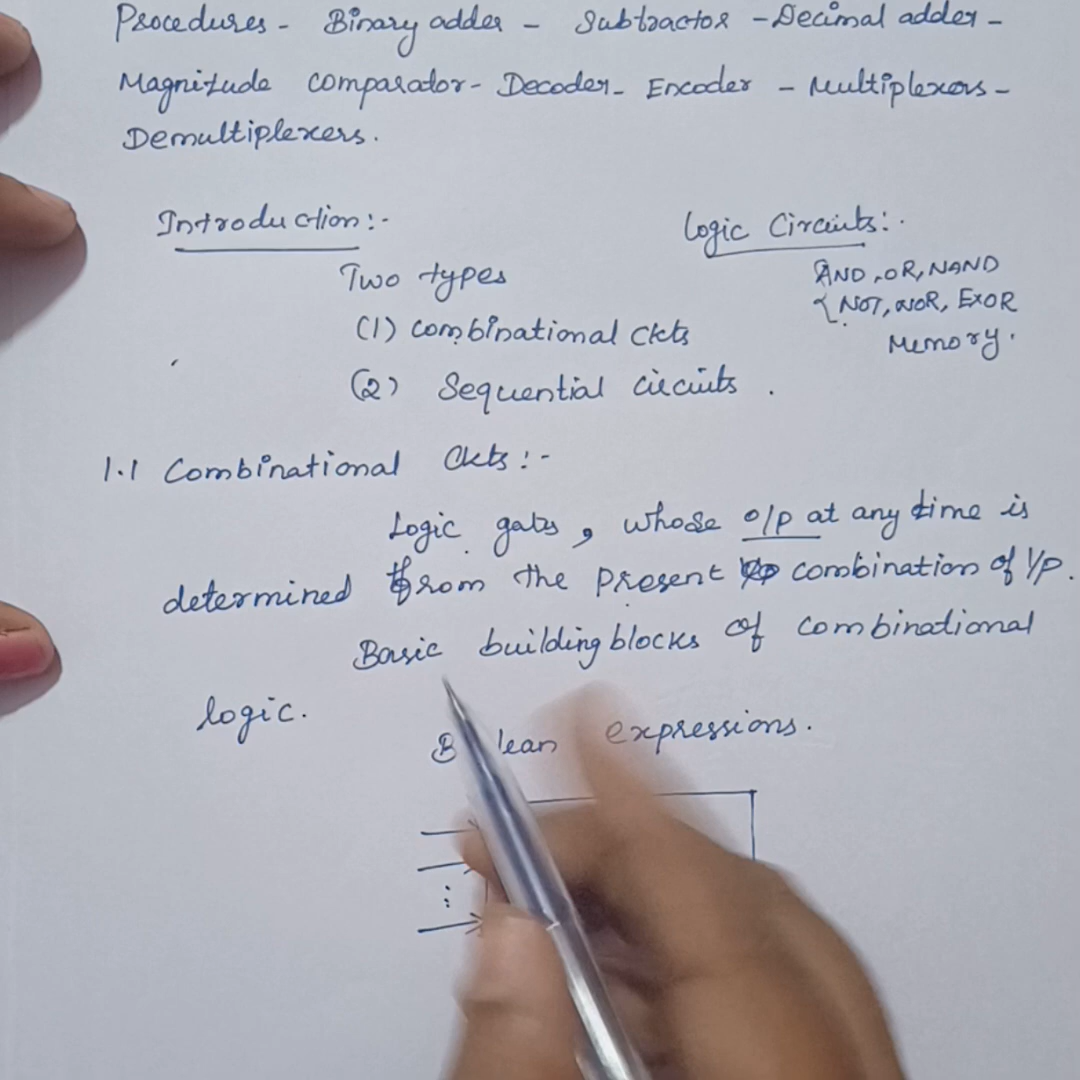 Procedures - Binary adder - Subtractor - Decimal adder -
Magnitude comparator - Decoder - Encoder - Multiplexers -
Demultiplexers.
Introduction:-
Two types
(1) combinational ckts
(2) Sequential circuits.
Logic Circuits:-
AND, OR, NAND
NOT, NOR, EXOR
Memory.
1.1 Combinational Ckts:-
Logic gates, whose o/p at any time is
determined from the present combination of i/p.
Basic building blocks of combinational
logic.
expressions.